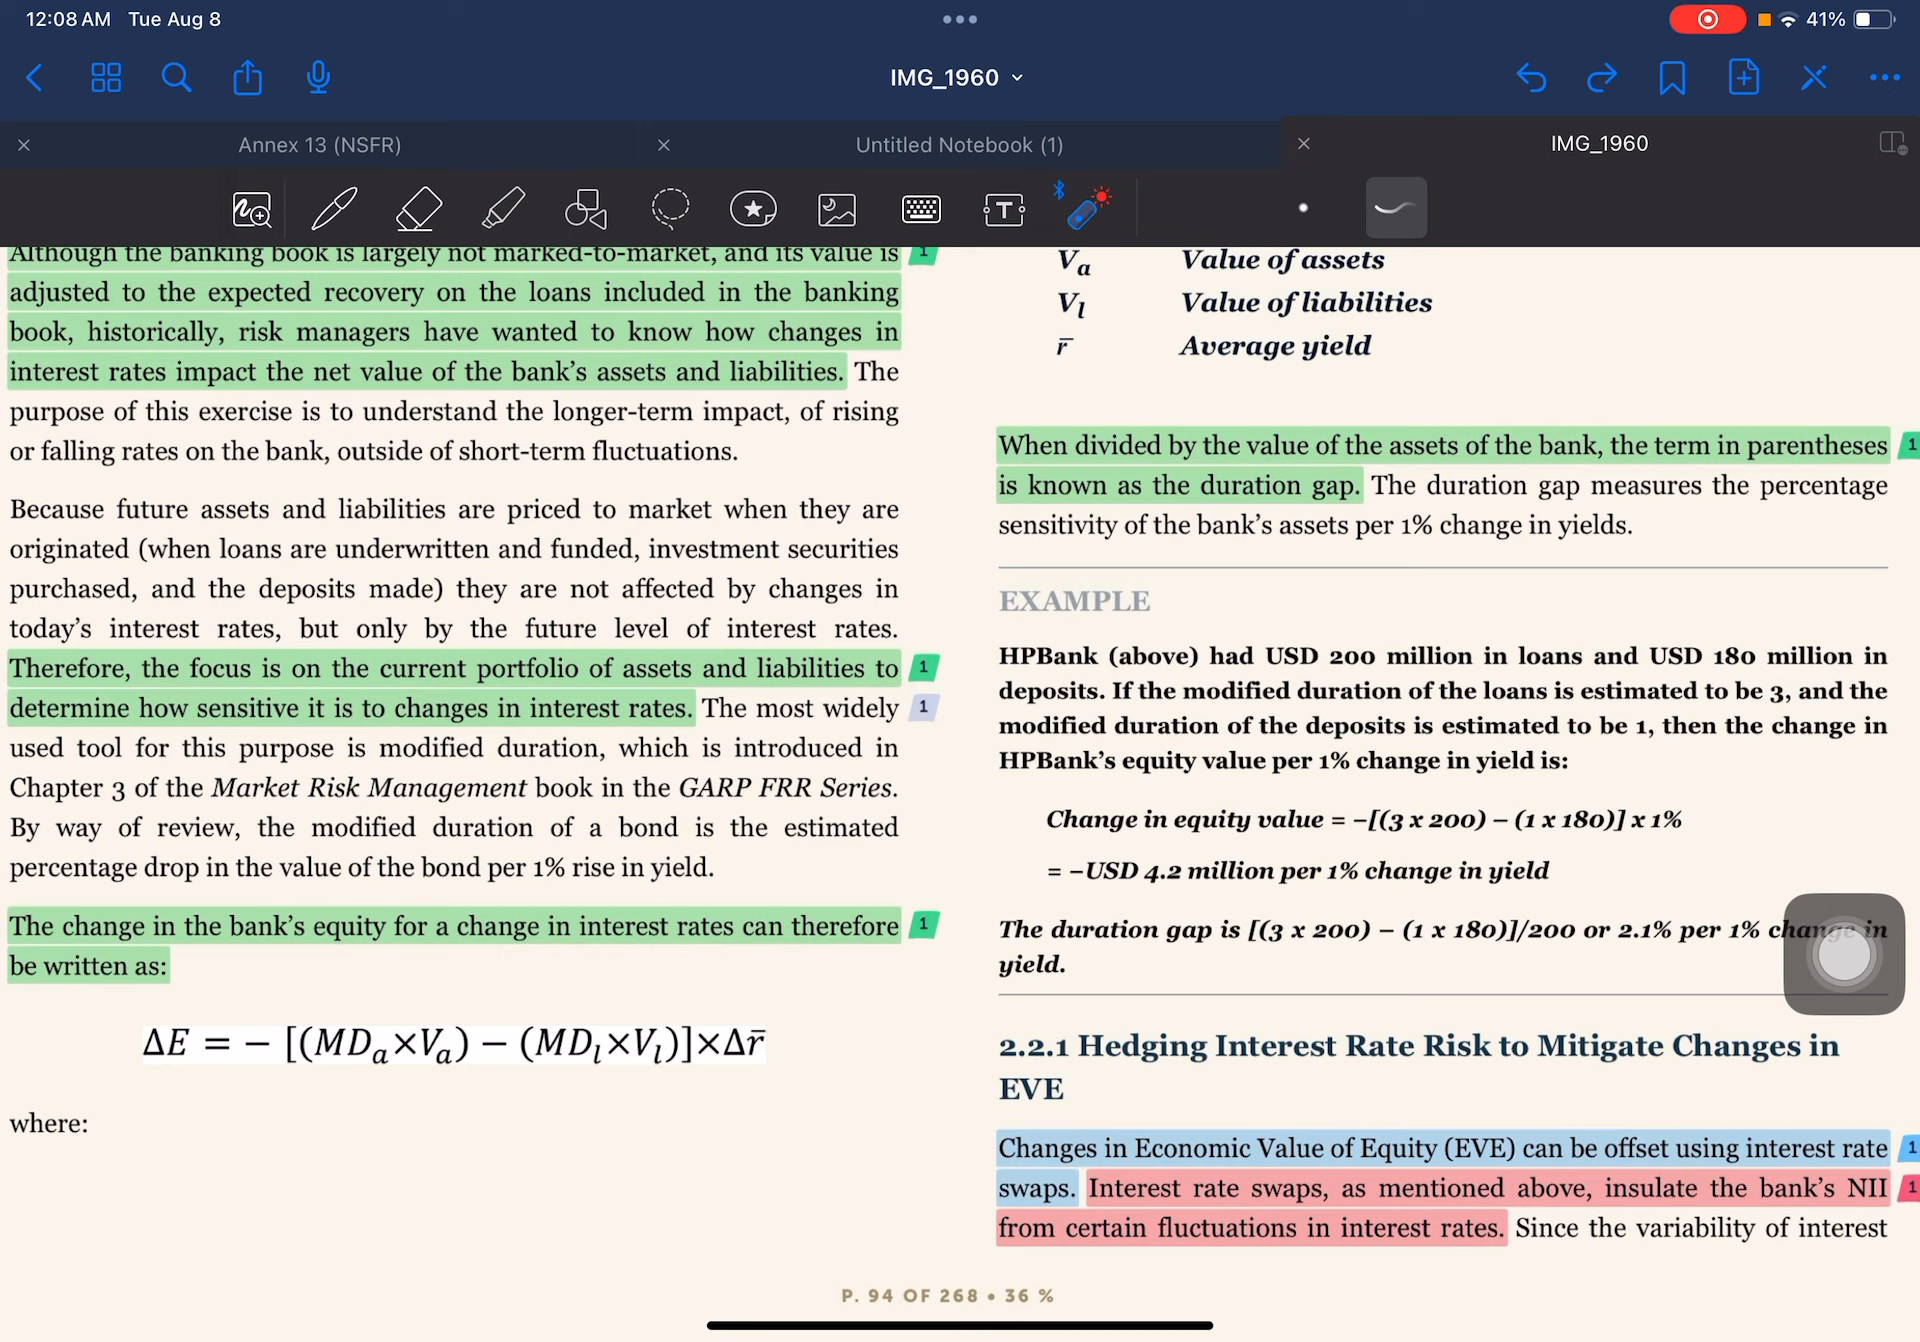 12:08 AM Tue Aug 8
41%
IMG_1960
Annex 13 (NSFR)
Untitled Notebook (1)
IMG_1960
Although the banking book is largely not marked-to-market, and its value is
adjusted to the expected recovery on the loans included in the banking
book, historically, risk managers have wanted to know how changes in
interest rates impact the net value of the bank's assets and liabilities. The
purpose of this exercise is to understand the longer-term impact, of rising
or falling rates on the bank, outside of short-term fluctuations.
Because future assets and liabilities are priced to market when they are
originated (when loans are underwritten and funded, investment securities
purchased, and the deposits made) they are not affected by changes in
today's interest rates, but only by the future level of interest rates.
Therefore, the focus is on the current portfolio of assets and liabilities to
determine how sensitive it is to changes in interest rates. The most widely
used tool for this purpose is modified duration, which is introduced in
Chapter 3 of the Market Risk Management book in the GARP FRR Series.
By way of review, the modified duration of a bond is the estimated
percentage drop in the value of the bond per 1% rise in yield.
The change in the bank's equity for a change in interest rates can therefore
be written as:
ΔE = − [(MDₐ×Vₐ) − (MDₗ×Vₗ)]×Δr̄
where:
1
1
1
1
Vₐ Value of assets
Vₗ Value of liabilities
r̄ Average yield
When divided by the value of the assets of the bank, the term in parentheses
is known as the duration gap. The duration gap measures the percentage
sensitivity of the bank's assets per 1% change in yields.
EXAMPLE
HPBank (above) had USD 200 million in loans and USD 180 million in
deposits. If the modified duration of the loans is estimated to be 3, and the
modified duration of the deposits is estimated to be 1, then the change in
HPBank's equity value per 1% change in yield is:
Change in equity value = –[(3 x 200) – (1 x 180)] x 1%
= –USD 4.2 million per 1% change in yield
The duration gap is [(3 x 200) – (1 x 180)]/200 or 2.1% per 1% change in
yield.
2.2.1 Hedging Interest Rate Risk to Mitigate Changes in
EVE
Changes in Economic Value of Equity (EVE) can be offset using interest rate
swaps. Interest rate swaps, as mentioned above, insulate the bank's NII
from certain fluctuations in interest rates. Since the variability of interest
1
1
1
P. 94 OF 268 • 36 %